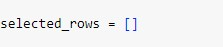 selected_rows = []